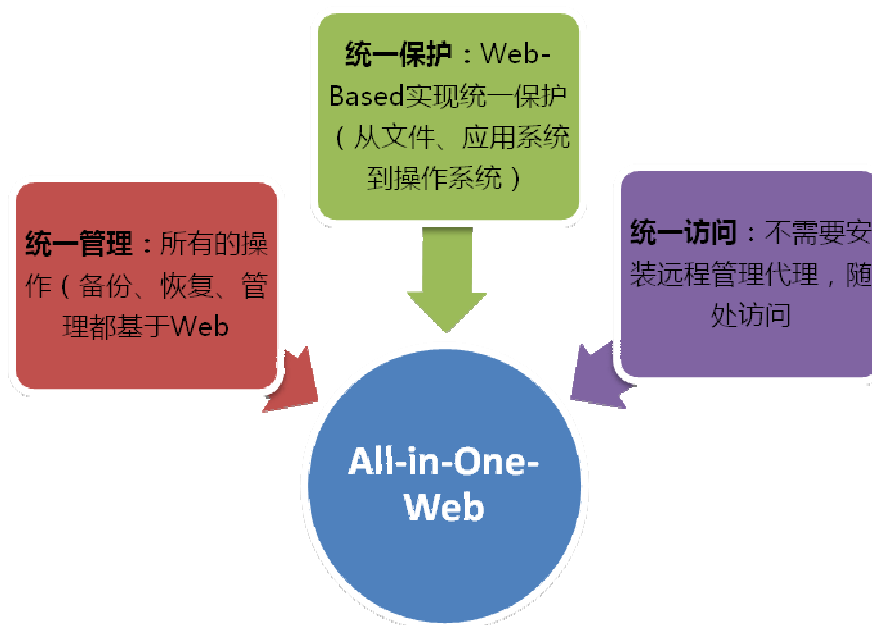 统一保护：Web-
Based实现统一保护
（从文件、应用系统
到操作系统）
统一管理：所有的操
作（备份、恢复、管
理都基于Web
统一访问：不需要安
装远程管理代理，随
处访问
All-in-One-
Web